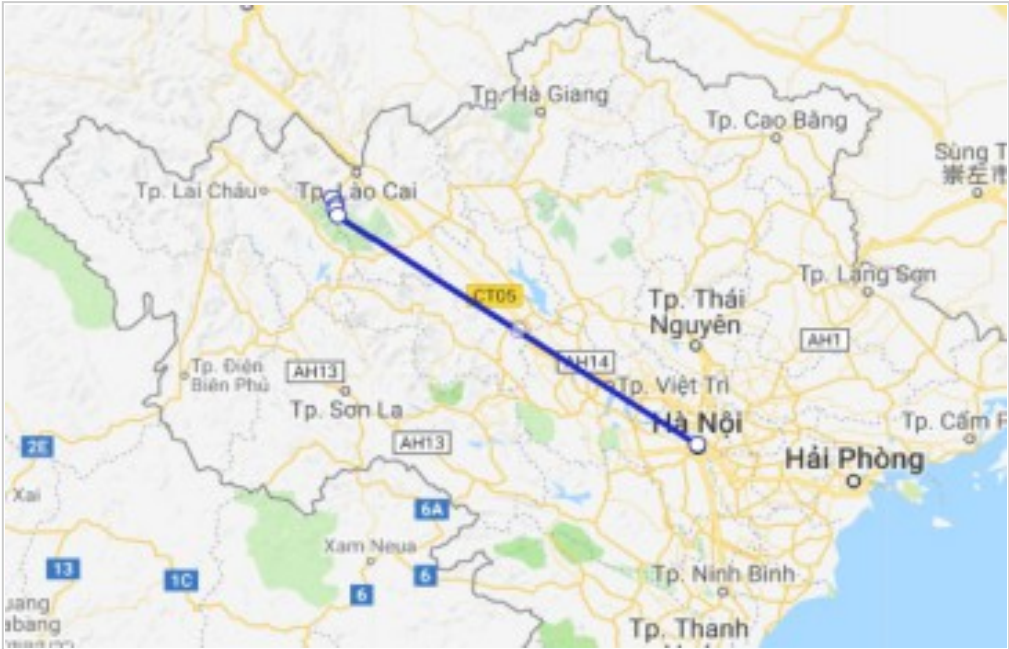 Tp. Hà Giang
Tp. Cao Bằng
Sùng T
崇左市
Tp. Lai Châu
Tp. Lào Cai
Tp. Lạng Sơn
CT05
Tp. Thái
Nguyên
AH1
AH14
Tp. Điện
Biên Phủ
AH13
Tp. Việt Trì
Tp. Sơn La
Hà Nội
Tp. Cẩm P
AH13
2E
Hải Phòng
Xai
6A
Xam Neua
13
1C
6
6
Tp. Ninh Bình
abang
Tp. Thanh